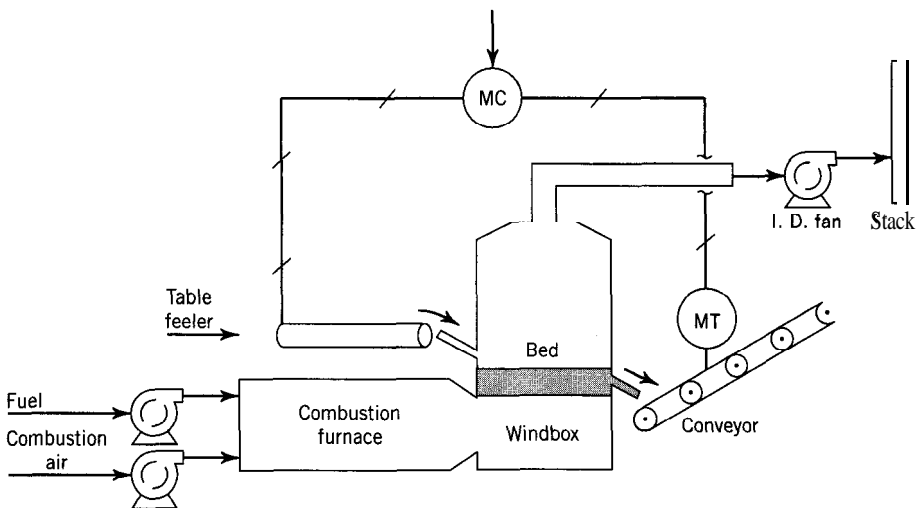 MC
I. D. fan
Stack
Table
feeler
MT
Bed
Fuel
Combustion
furnace
Conveyor
Combustion
air
Windbox